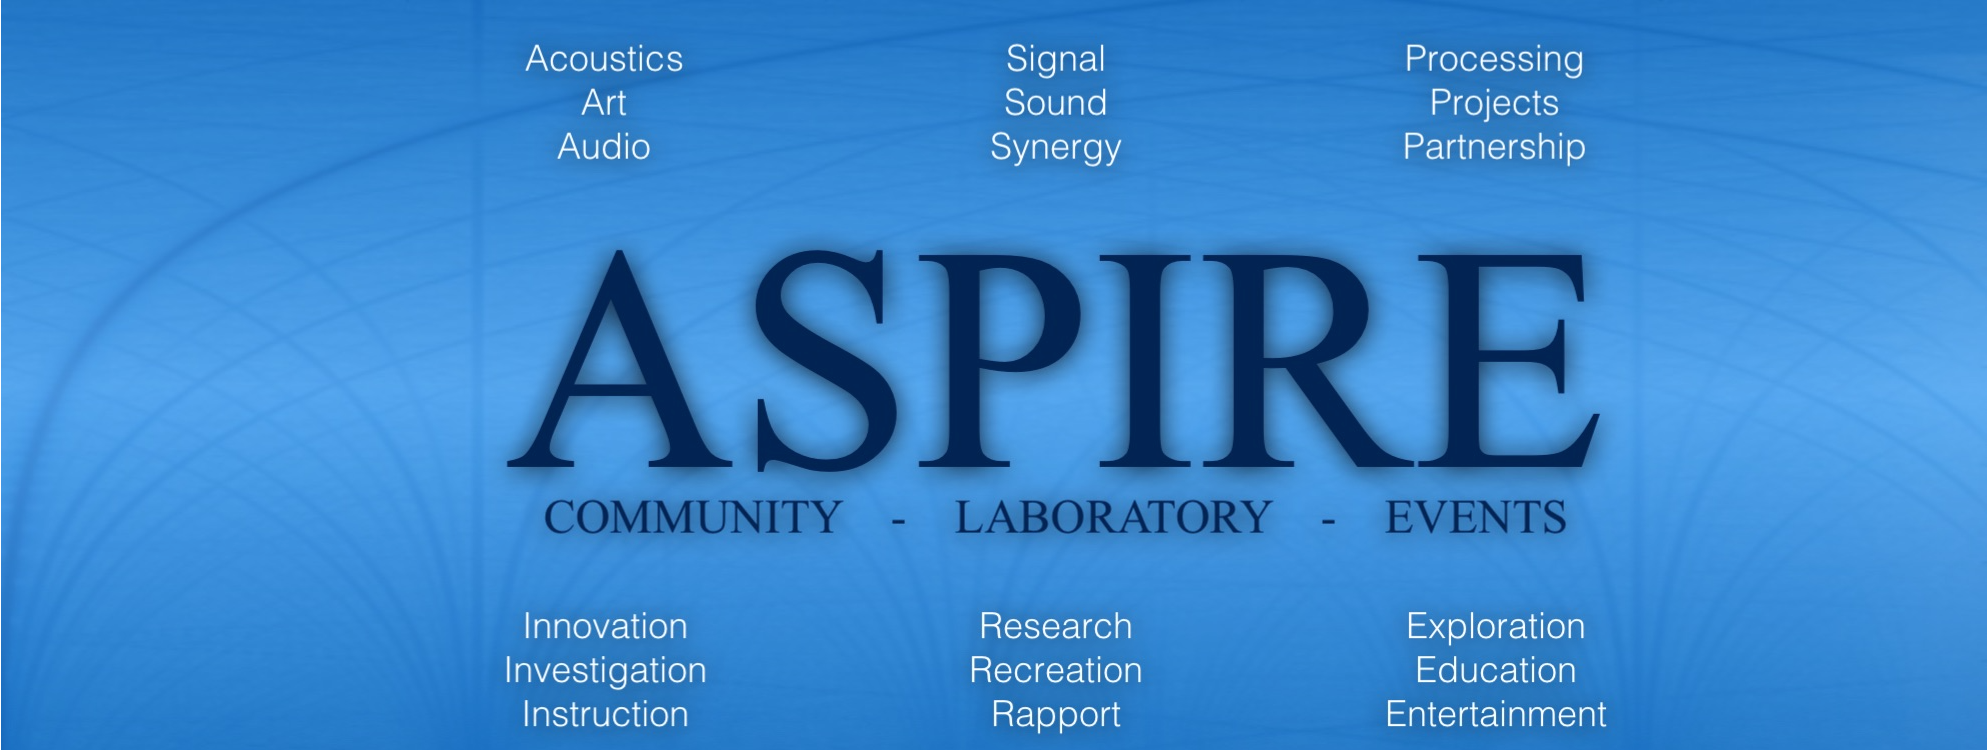 Acoustics Signal Processing
Art Sound Projects
Audio Synergy Partnership
ASPIRE
COMMUNITY - LABORATORY - EVENTS
Innovation Research Exploration
Investigation Recreation Education
Instruction Rapport Entertainment